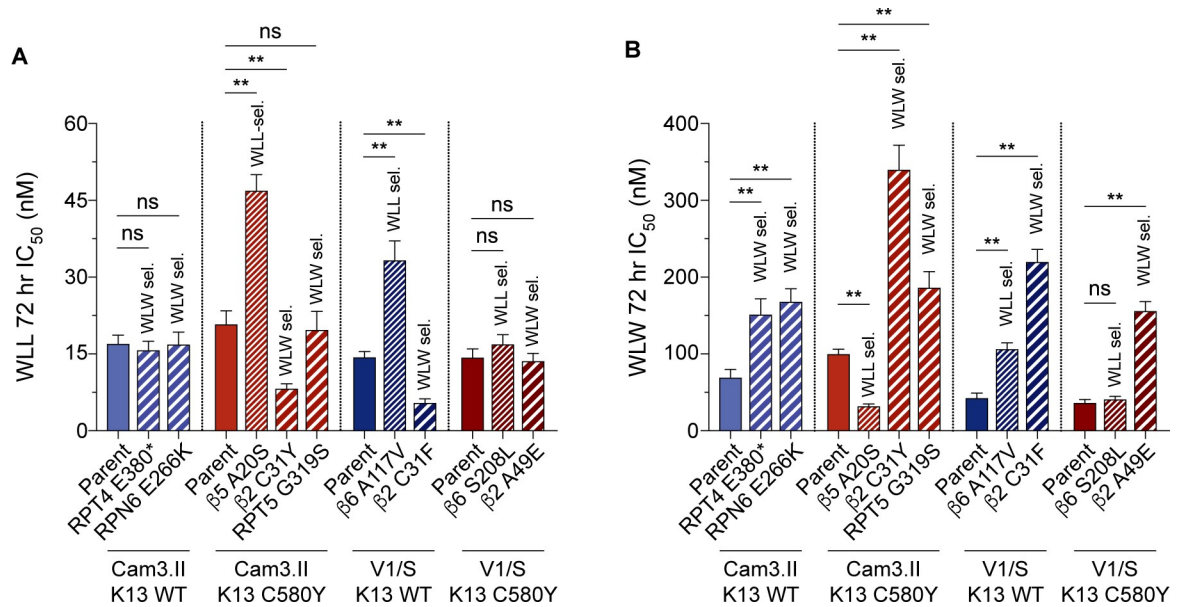 A
WLL 72 hr IC50 (nM)
60
45
30
15
0
ns
ns
WLW sel.
WLW sel.
ns
**
**
WLL-sel.
WLW sel.
WLW sel.
**
**
WLL sel.
WLW sel.
ns
ns
WLL sel.
WLW sel.
Parent
RPT4 E380*
RPN6 E266K
Parent
β5 A20S
β2 C31Y
RPT5 G319S
Parent
β6 A117V
β2 C31F
Parent
β6 S208L
β2 A49E
Cam3.II
K13 WT
Cam3.II
K13 C580Y
V1/S
K13 WT
V1/S
K13 C580Y
B
WLW 72 hr IC50 (nM)
400
300
200
100
0
**
**
WLW sel.
WLW sel.
**
**
**
WLL sel.
WLW sel.
WLW sel.
**
**
WLL sel.
WLW sel.
**
ns
WLL sel.
WLW sel.
Parent
RPT4 E380*
RPN6 E266K
Parent
β5 A20S
β2 C31Y
RPT5 G319S
Parent
β6 A117V
β2 C31F
Parent
β6 S208L
β2 A49E
Cam3.II
K13 WT
Cam3.II
K13 C580Y
V1/S
K13 WT
V1/S
K13 C580Y